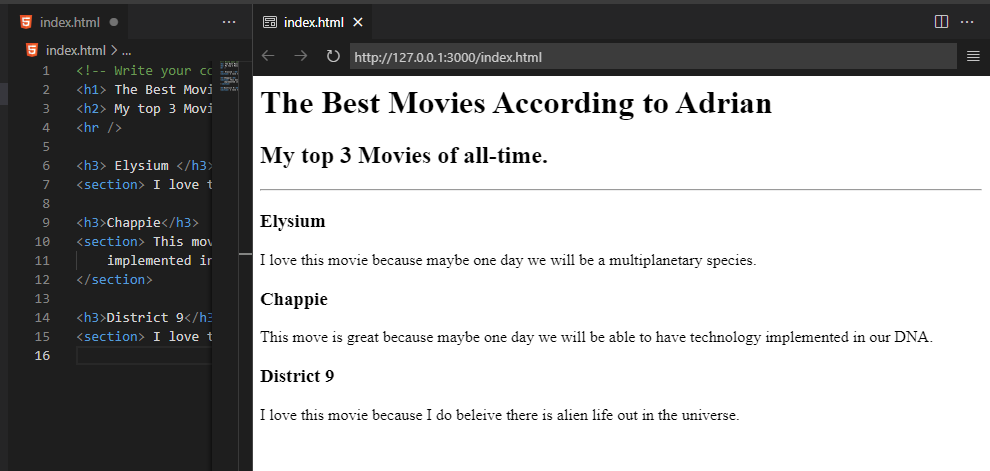 index.html
index.html > ...
1 <!-- Write your co
2 <h1> The Best Movi
3 <h2> My top 3 Movi
4 <hr />
5
6 <h3> Elysium </h3>
7 <section> I love t
8
9 <h3>Chappie</h3>
10 <section> This mov
11 implemented in
12 </section>
13
14 <h3>District 9</h3
15 <section> I love t
16
index.html
http://127.0.0.1:3000/index.html
The Best Movies According to Adrian
My top 3 Movies of all-time.
Elysium
I love this movie because maybe one day we will be a multiplanetary species.
Chappie
This move is great because maybe one day we will be able to have technology implemented in our DNA.
District 9
I love this movie because I do beleive there is alien life out in the universe.